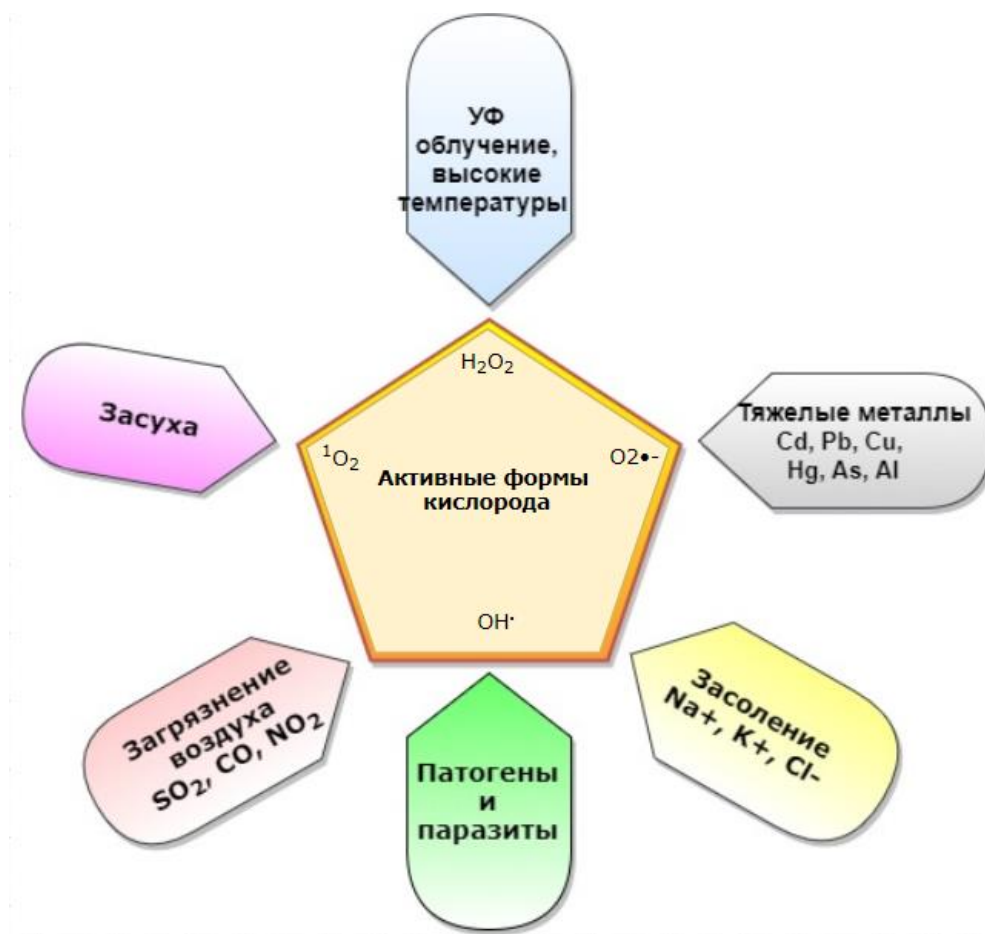 УФ
облучение,
высокие
температуры
Засуха
Тяжелые металлы
Cd, Pb, Cu,
Hg, As, Al
H₂O₂
¹O₂
O2•-
Активные формы
кислорода
OH·
Загрязнение
воздуха
SO₂, CO, NO₂
Патогены
и
паразиты
Засоление
Na+, K+, Cl-